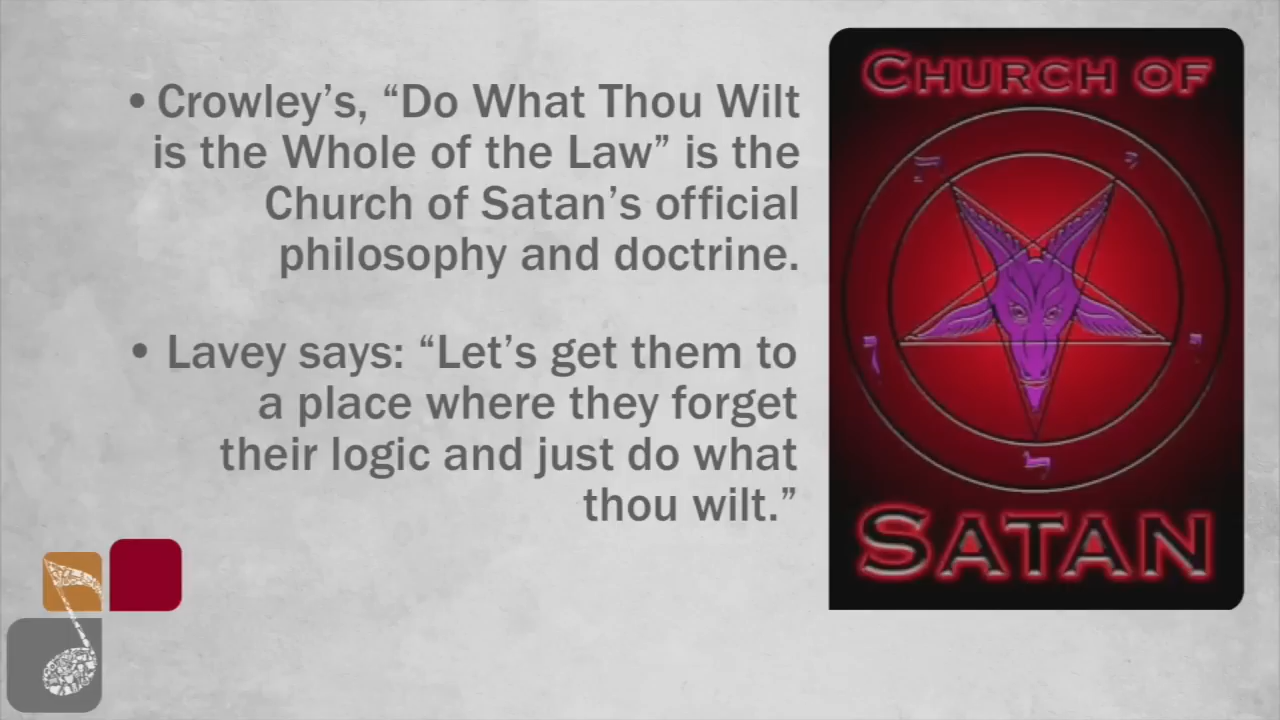 • Crowley’s, “Do What Thou Wilt
is the Whole of the Law” is the
Church of Satan’s official
philosophy and doctrine.
• Lavey says: “Let’s get them to
a place where they forget
their logic and just do what
thou wilt.”
CHURCH OF
SATAN